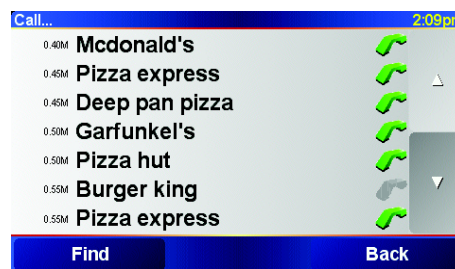 Call... 2:09pm
0.40M Mcdonald's
0.45M Pizza express
0.45M Deep pan pizza
0.50M Garfunkel's
0.50M Pizza hut
0.55M Burger king
0.55M Pizza express
Find Back